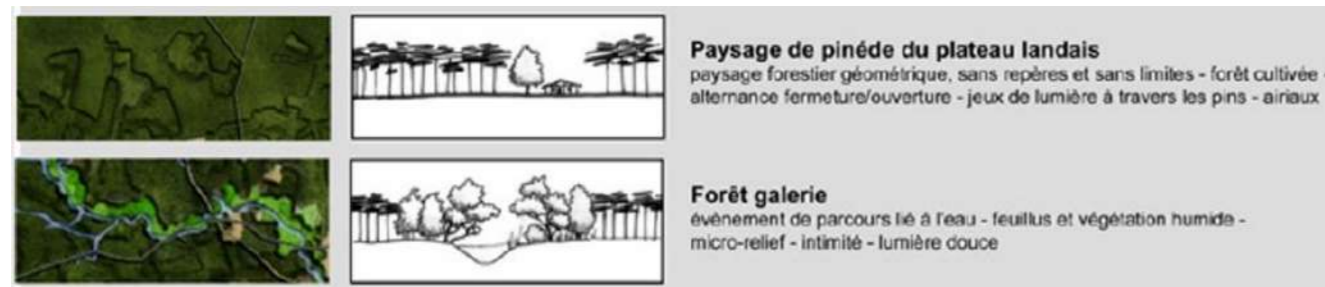 Paysage de pinéde du plateau landais
paysage forestier géométrique, sans repères et sans limites - forêt cultivée -
alternance fermeture/ouverture - jeux de lumière à travers les pins - airiaux
Forêt galerie
événement de parcours lié à l'eau - feuillus et végétation humide -
micro-relief - intimité - lumière douce